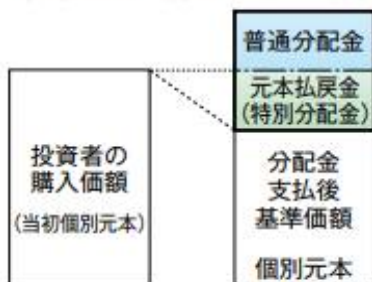 普通分配金
元本払戻金
(特別分配金)
投資者の
購入価額
(当初個別元本)
分配金
支払後
基準価額
個別元本